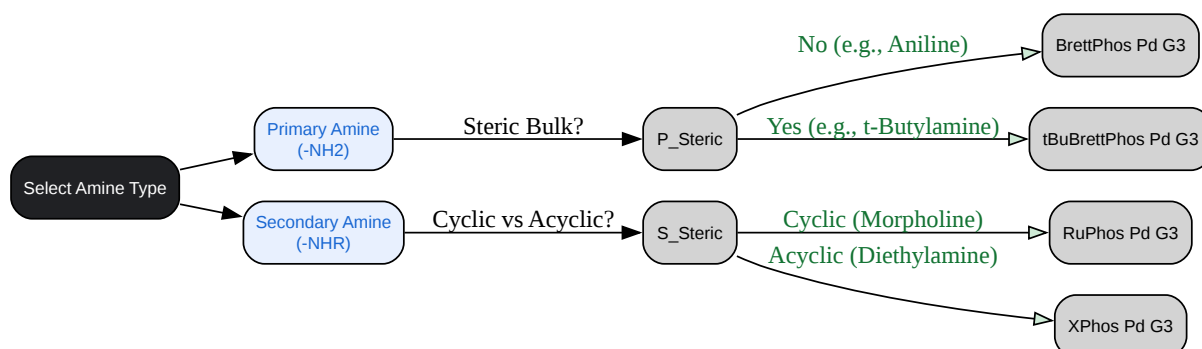 Select Amine Type
Primary Amine
(-NH2)
Secondary Amine
(-NHR)
Steric Bulk?
Cyclic vs Acyclic?
P_Steric
S_Steric
No (e.g., Aniline)
Yes (e.g., t-Butylamine)
Cyclic (Morpholine)
Acyclic (Diethylamine)
BrettPhos Pd G3
tBuBrettPhos Pd G3
RuPhos Pd G3
XPhos Pd G3